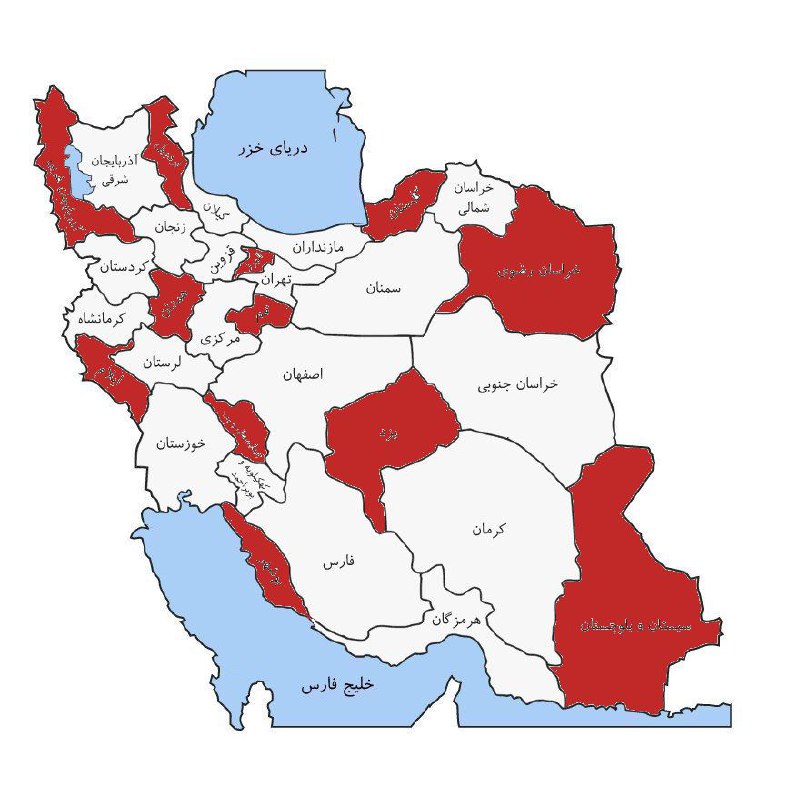 دریای خزر
آذربایجان
شرقی
اردبیل
آذربایجان غربی
گیلان
زنجان
گلستان
خراسان
شمالی
خراسان رضوی
مازندران
قزوین
البرز
تهران
سمنان
کردستان
همدان
قم
مرکزی
کرمانشاه
لرستان
ایلام
اصفهان
خراسان جنوبی
یزد
خوزستان
چهارمحال و بختیاری
کهگیلویه و
بویراحمد
کرمان
فارس
بوشهر
هرمزگان
سیستان و بلوچستان
خلیج فارس